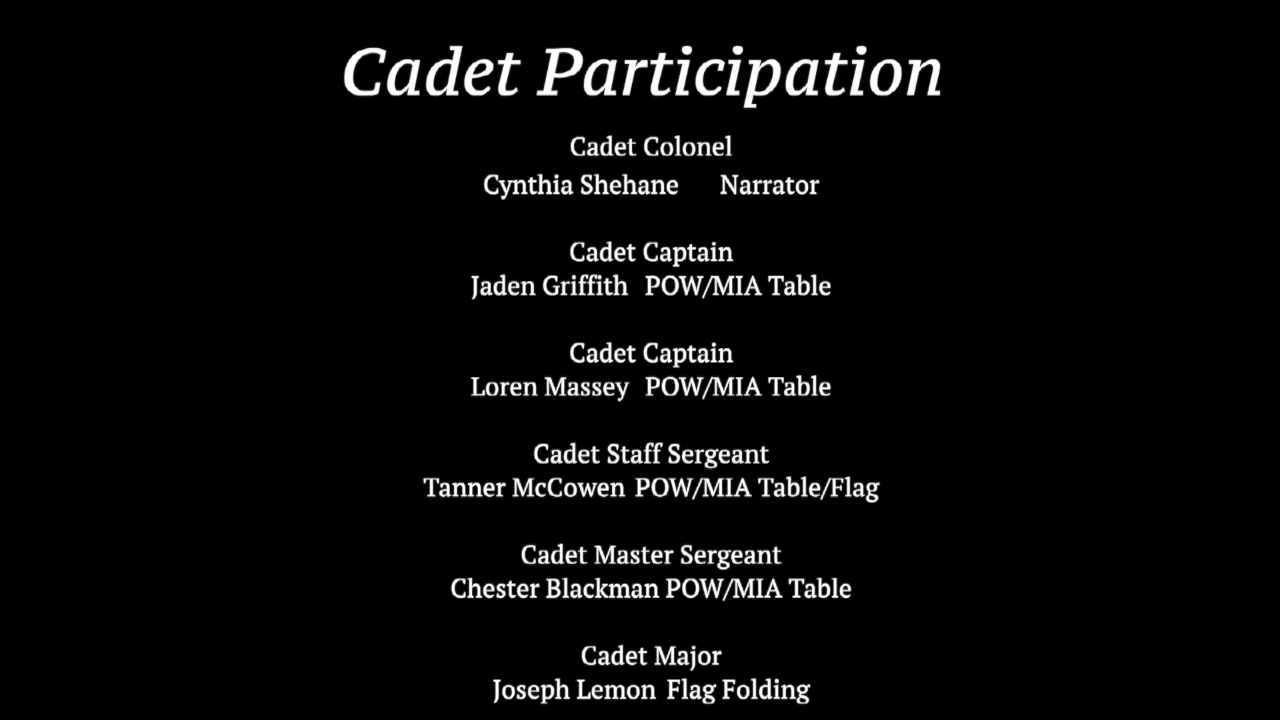 Cadet Participation
Cadet Colonel
Cynthia Shehane Narrator
Cadet Captain
Jaden Griffith POW/MIA Table
Cadet Captain
Loren Massey POW/MIA Table
Cadet Staff Sergeant
Tanner McCowen POW/MIA Table/Flag
Cadet Master Sergeant
Chester Blackman POW/MIA Table
Cadet Major
Joseph Lemon Flag Folding